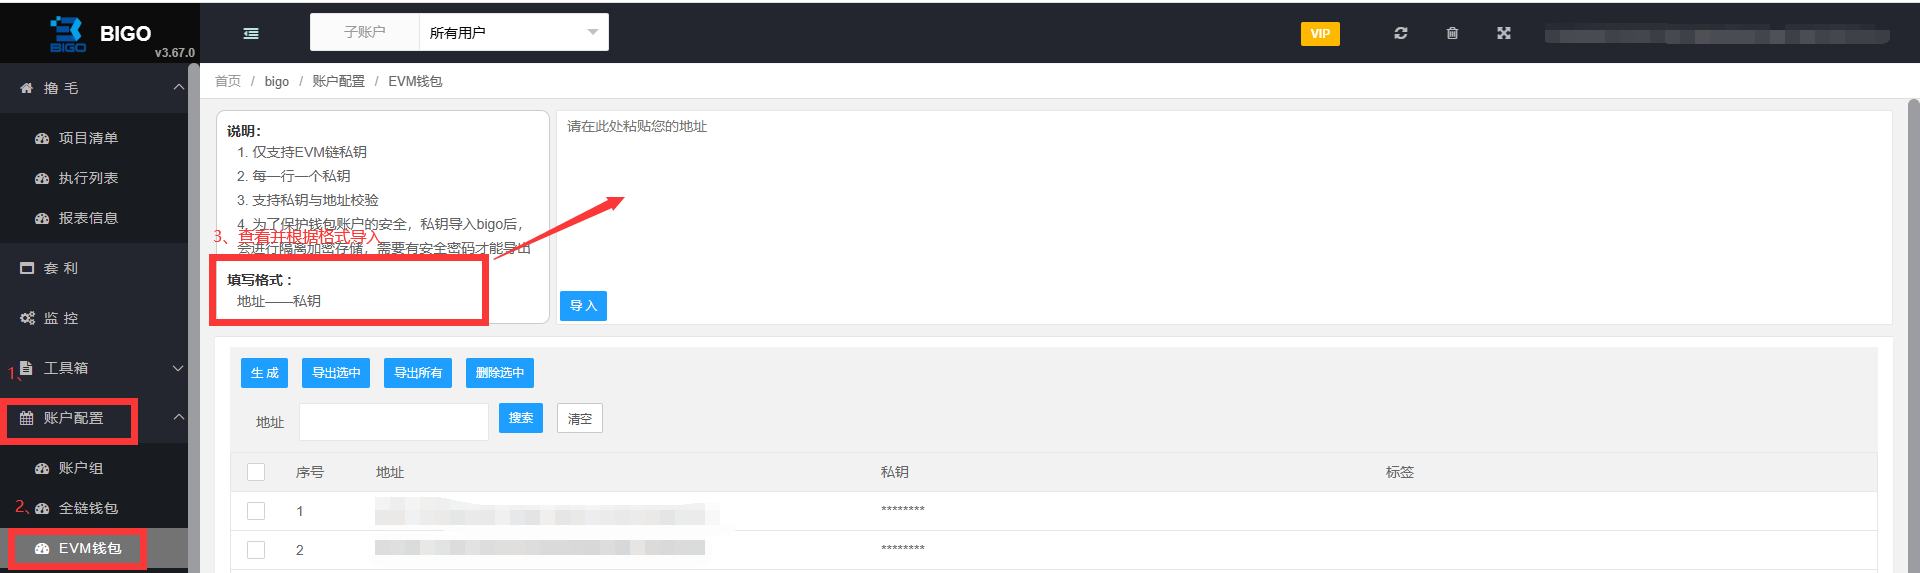 BIGO
BIGO
v3.67.0
子账户
所有用户
VIP
撸 毛
项目清单
执行列表
报表信息
套 利
监 控
1、
工具箱
账户配置
账户组
2、
全链钱包
EVM钱包
首页 / bigo / 账户配置 / EVM钱包
说明：
1. 仅支持EVM链私钥
2. 每一行一个私钥
3. 支持私钥与地址校验
4. 为了保护钱包账户的安全，私钥导入bigo后，
会进行隔离加密存储，需要有安全密码才能导出
3、查看并根据格式导入
填写格式：
地址——私钥
请在此处粘贴您的地址
导 入
生 成
导出选中
导出所有
删除选中
地址
搜索
清空
序号 地址 私钥 标签
1 ********
2 ********